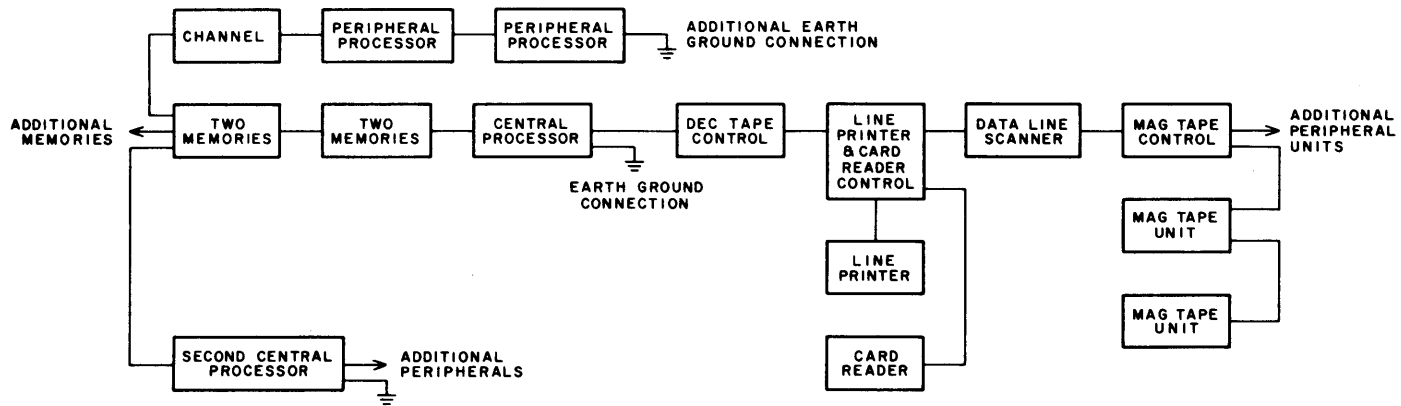 CHANNEL
PERIPHERAL
PROCESSOR
PERIPHERAL
PROCESSOR
ADDITIONAL EARTH
GROUND CONNECTION
ADDITIONAL
MEMORIES
TWO
MEMORIES
TWO
MEMORIES
CENTRAL
PROCESSOR
EARTH GROUND
CONNECTION
DEC TAPE
CONTROL
LINE
PRINTER
& CARD
READER
CONTROL
DATA LINE
SCANNER
MAG TAPE
CONTROL
ADDITIONAL
PERIPHERAL
UNITS
MAG TAPE
UNIT
LINE
PRINTER
MAG TAPE
UNIT
SECOND CENTRAL
PROCESSOR
ADDITIONAL
PERIPHERALS
CARD
READER